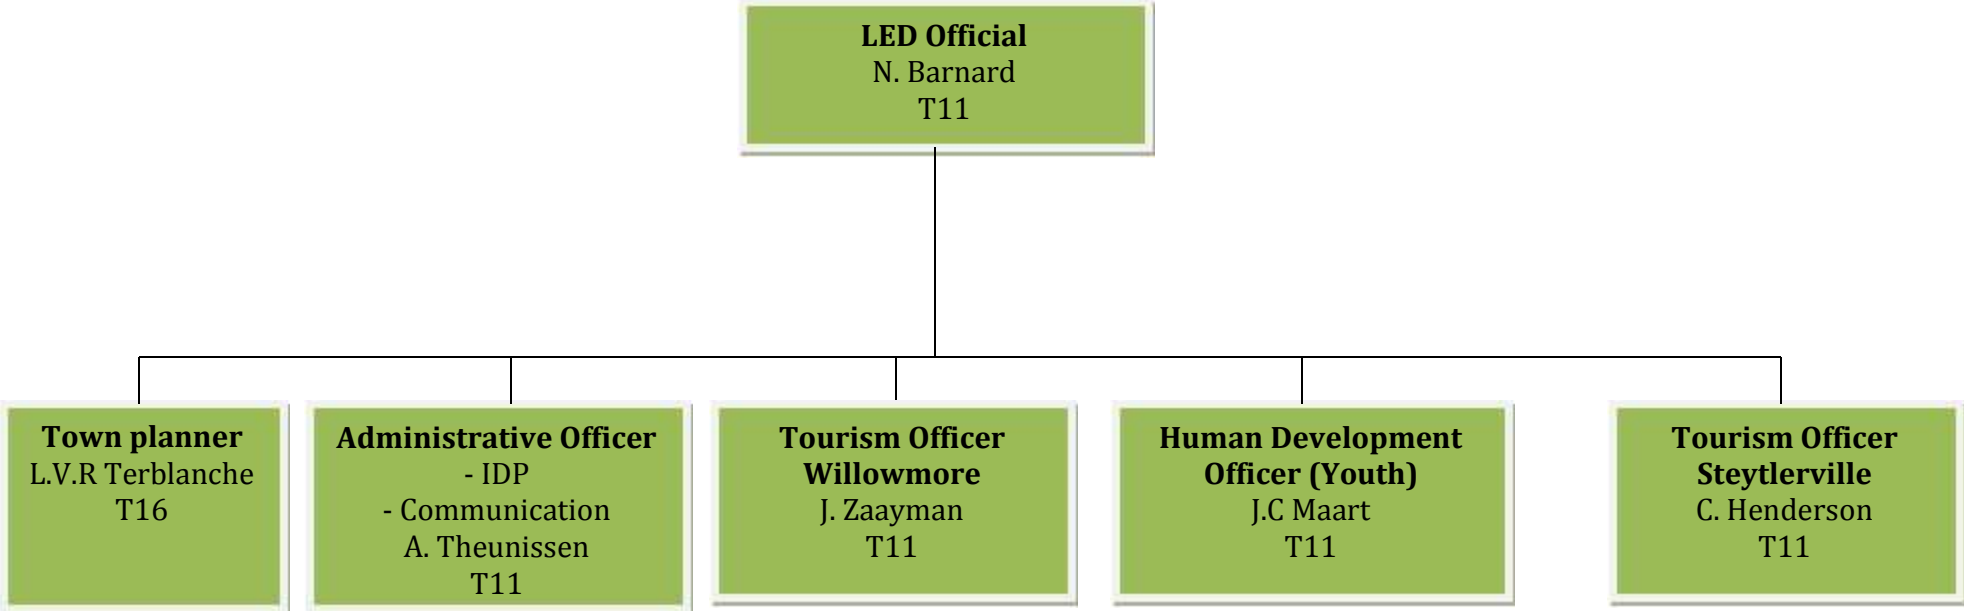 LED Official
N. Barnard
T11
Town planner
L.V.R Terblanche
T16
Administrative Officer
- IDP
- Communication
A. Theunissen
T11
Tourism Officer
Willowmore
J. Zaayman
T11
Human Development
Officer (Youth)
J.C Maart
T11
Tourism Officer
Steytlerville
C. Henderson
T11